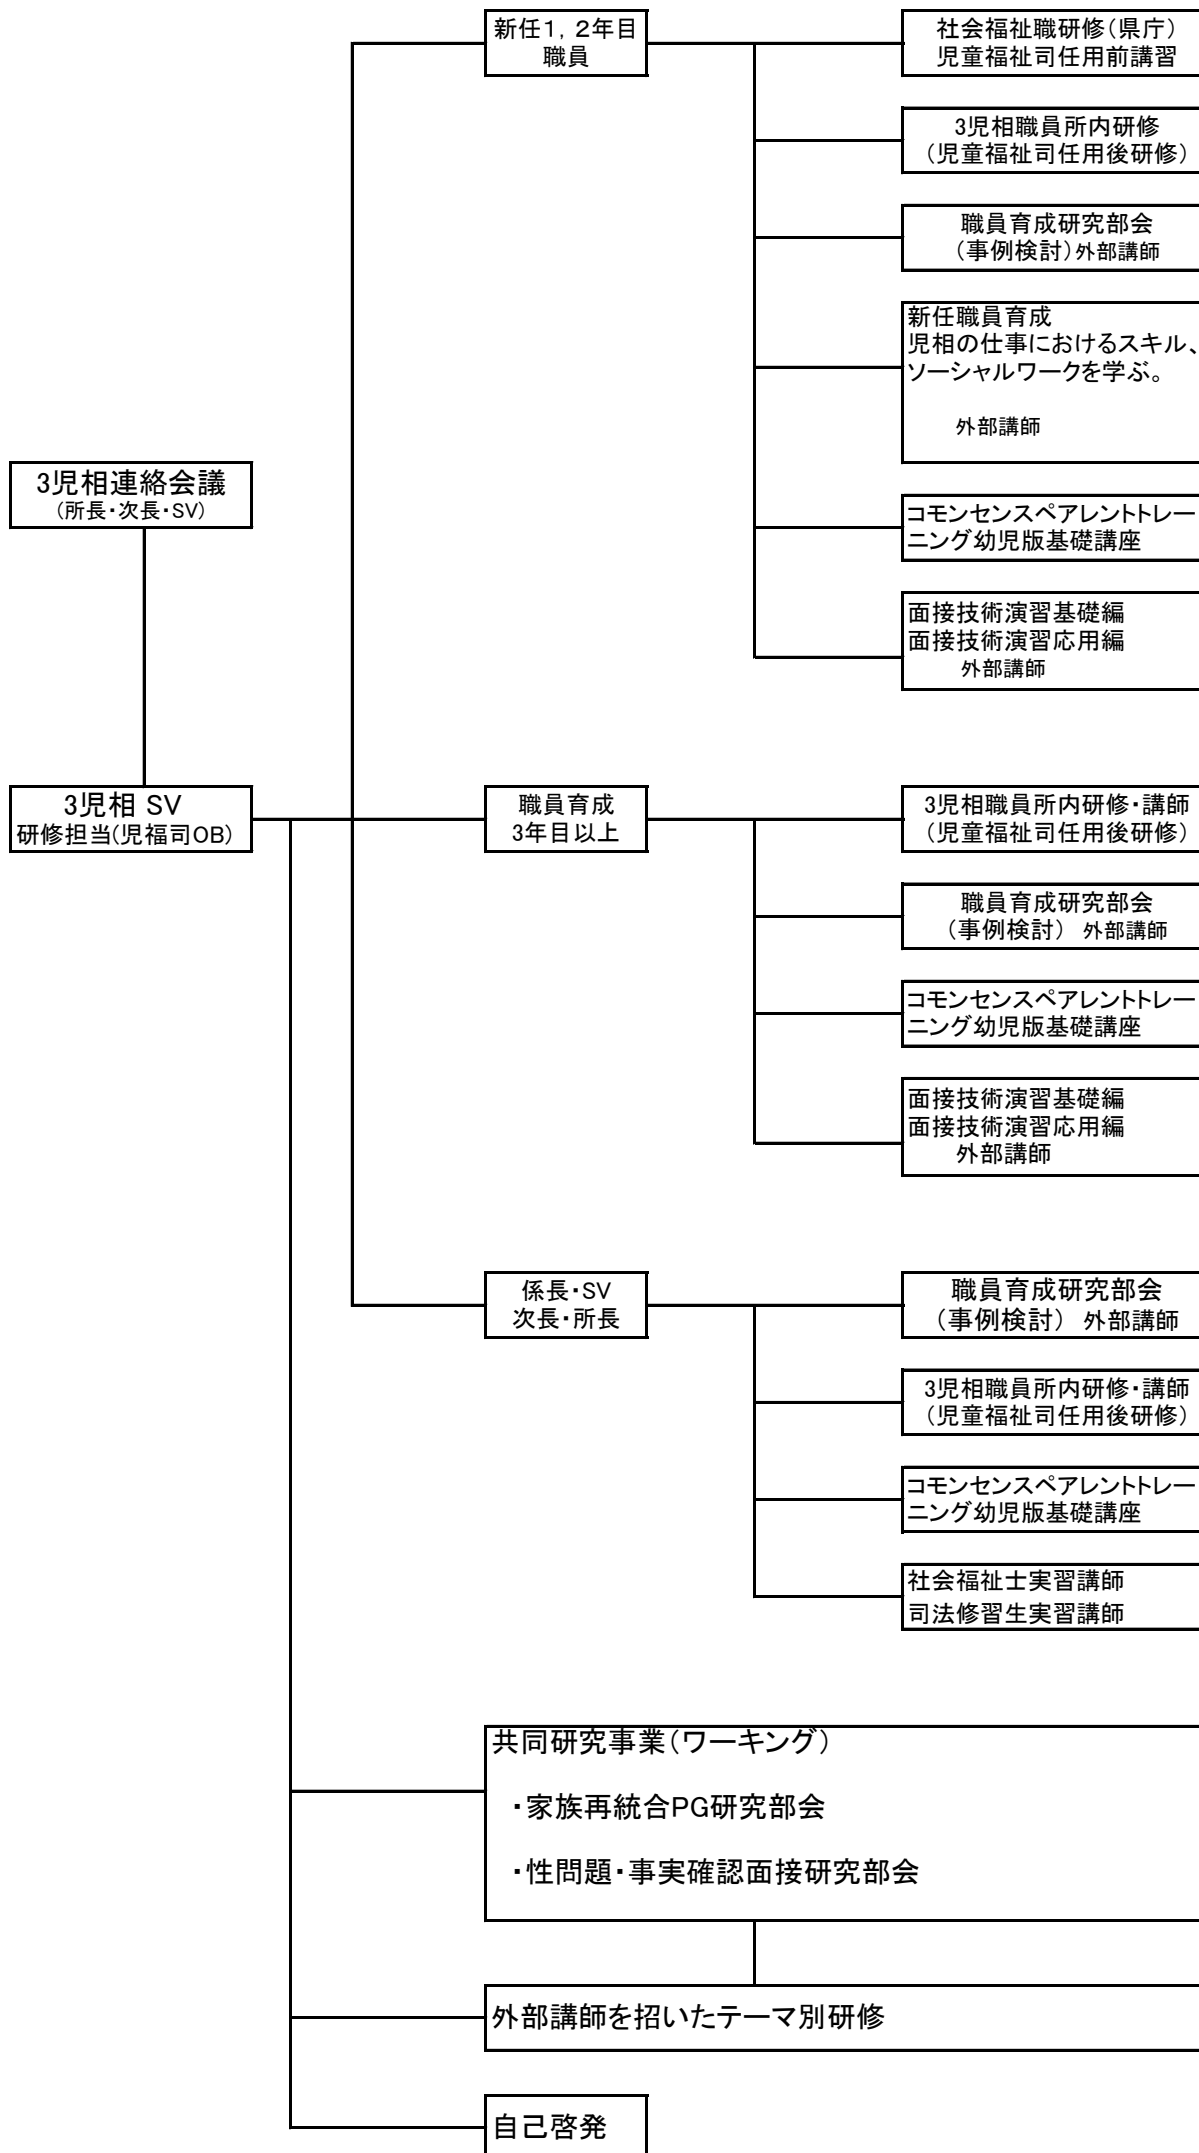 新任１，２年目
職員
社会福祉職研修（県庁）
児童福祉司任用前講習
3児相職員所内研修
（児童福祉司任用後研修）
職員育成研究部会
（事例検討）外部講師
新任職員育成
児相の仕事におけるスキル、
ソーシャルワークを学ぶ。
外部講師
コモンセンスペアレントトレー
ニング幼児版基礎講座
面接技術演習基礎編
面接技術演習応用編
外部講師
3児相連絡会議
（所長・次長・SV）
3児相 SV
研修担当(児福司OB）
職員育成
3年目以上
3児相職員所内研修・講師
（児童福祉司任用後研修）
職員育成研究部会
（事例検討）　外部講師
コモンセンスペアレントトレー
ニング幼児版基礎講座
面接技術演習基礎編
面接技術演習応用編
外部講師
係長・SV
次長・所長
職員育成研究部会
（事例検討）　外部講師
3児相職員所内研修・講師
（児童福祉司任用後研修）
コモンセンスペアレントトレー
ニング幼児版基礎講座
社会福祉士実習講師
司法修習生実習講師
共同研究事業（ワーキング）
・家族再統合PG研究部会
・性問題・事実確認面接研究部会
外部講師を招いたテーマ別研修
自己啓発